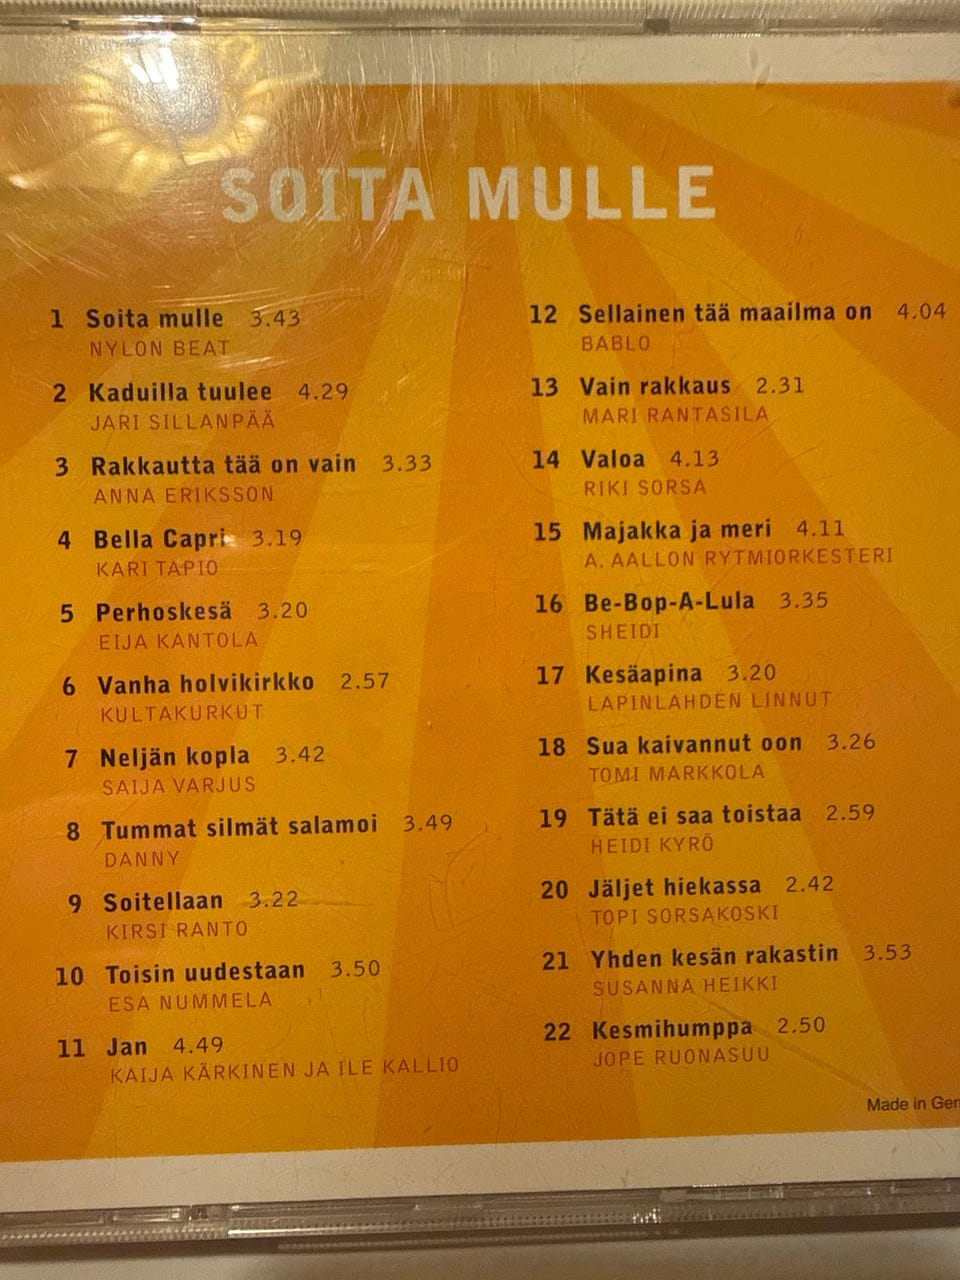 SOITA MULLE
1 Soita mulle 3.43
NYLON BEAT
2 Kaduilla tuulee 4.29
JARI SILLANPÄÄ
3 Rakkautta tää on vain 3.33
ANNA ERIKSSON
4 Bella Capri 3.19
KARI TAPIO
5 Perhoskesä 3.20
EIJA KANTOLA
6 Vanha holvikirkko 2.57
KULTAKURKUT
7 Neljän kopla 3.42
SAIJA VARJUS
8 Tummat silmät salamoi 3.49
DANNY
9 Soitellaan 3.22
KIRSI RANTO
10 Toisin uudestaan 3.50
ESA NUMMELA
11 Jan 4.49
KAIJA KÄRKINEN JA ILE KALLIO
12 Sellainen tää maailma on 4.04
BABLO
13 Vain rakkaus 2.31
MARI RANTASILA
14 Valoa 4.13
RIKI SORSA
15 Majakka ja meri 4.11
A. AALLON RYTMIORKESTERI
16 Be-Bop-A-Lula 3.35
SHEIDI
17 Kesäapina 3.20
LAPINLAHDEN LINNUT
18 Sua kaivannut oon 3.26
TOMI MARKKOLA
19 Tätä ei saa toistaa 2.59
HEIDI KYRÖ
20 Jäljet hiekassa 2.42
TOPI SORSAKOSKI
21 Yhden kesän rakastin 3.53
SUSANNA HEIKKI
22 Kesmihumppa 2.50
JOPE RUONASUU
Made in Ger